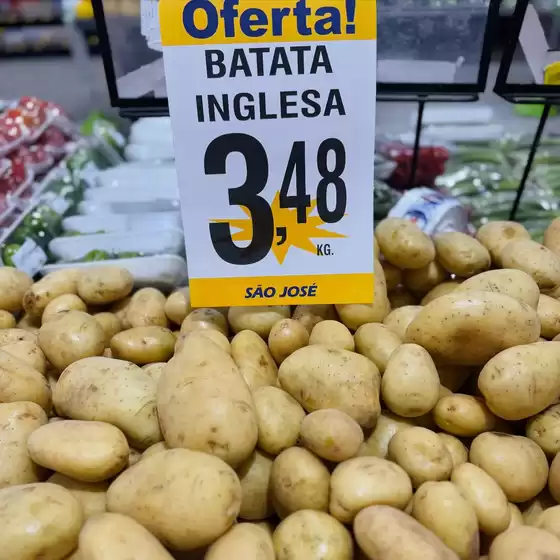 Oferta!
BATATA
INGLESA
3,48
KG.
SÃO JOSÉ